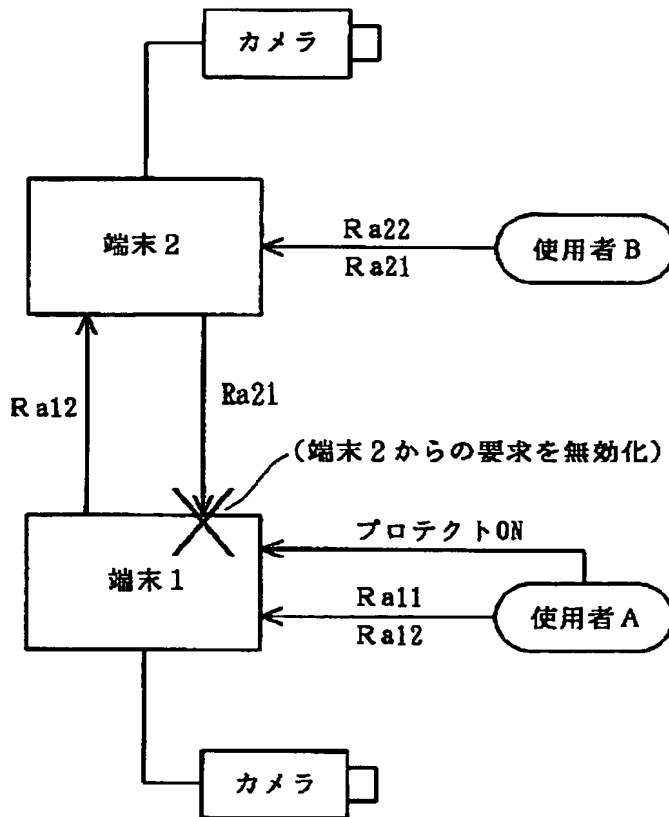 カメラ
端末2
Ra22
Ra21
使用者B
Ra12
Ra21
(端末2からの要求を無効化)
プロテクトON
端末1
Ra11
Ra12
使用者A
カメラ